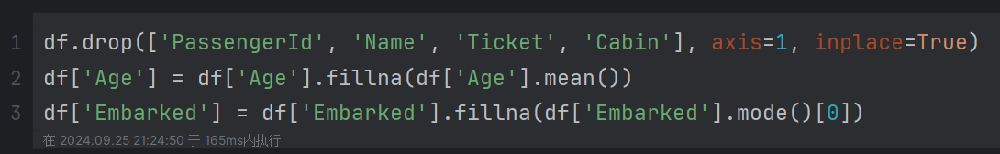 1 df.drop(['PassengerId', 'Name', 'Ticket', 'Cabin'], axis=1, inplace=True)
2 df['Age'] = df['Age'].fillna(df['Age'].mean())
3 df['Embarked'] = df['Embarked'].fillna(df['Embarked'].mode()[0])
在 2024.09.25 21:24:50 于 165ms内执行